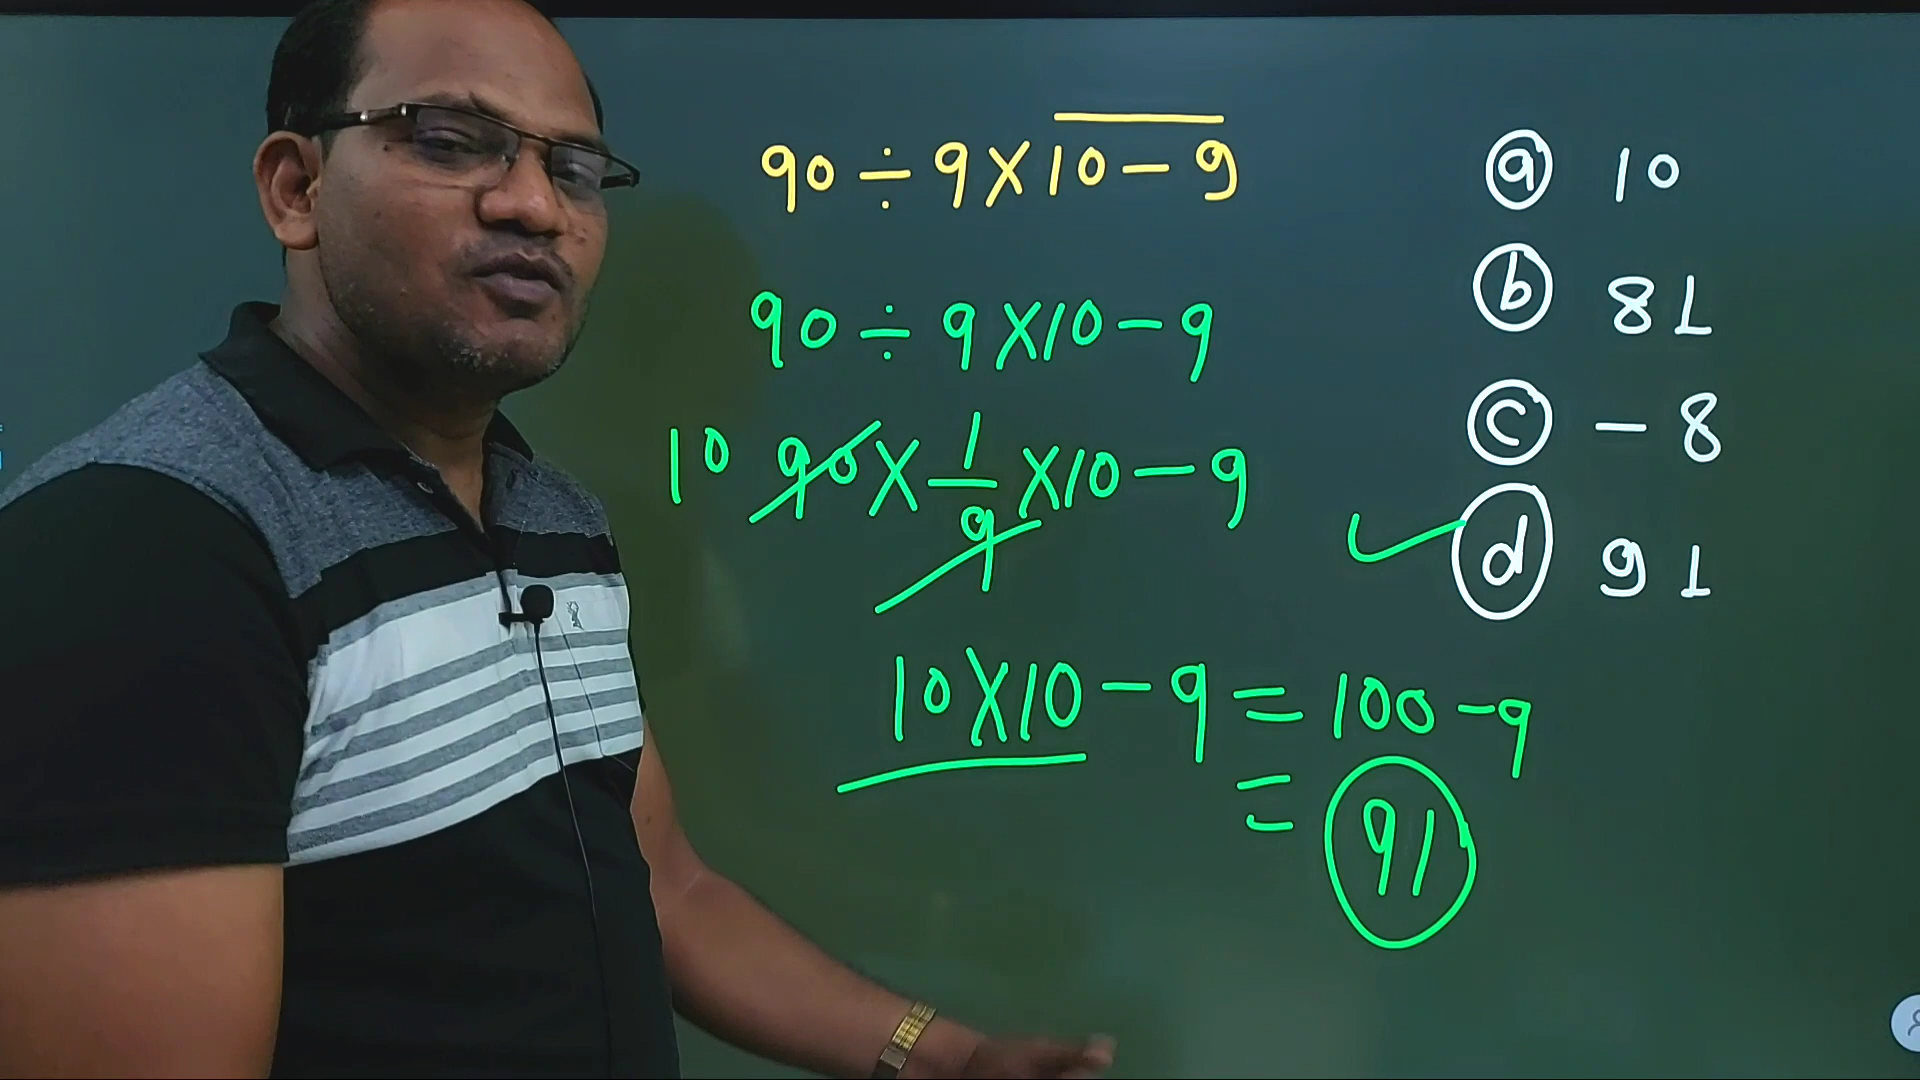 90 ÷ 9 × 10 − 9
90 ÷ 9 × 10 − 9
10 90 × 1/9 × 10 − 9
10 × 10 − 9 = 100 − 9
= 91
ⓐ 10
ⓑ 81
ⓒ − 8
ⓓ 91